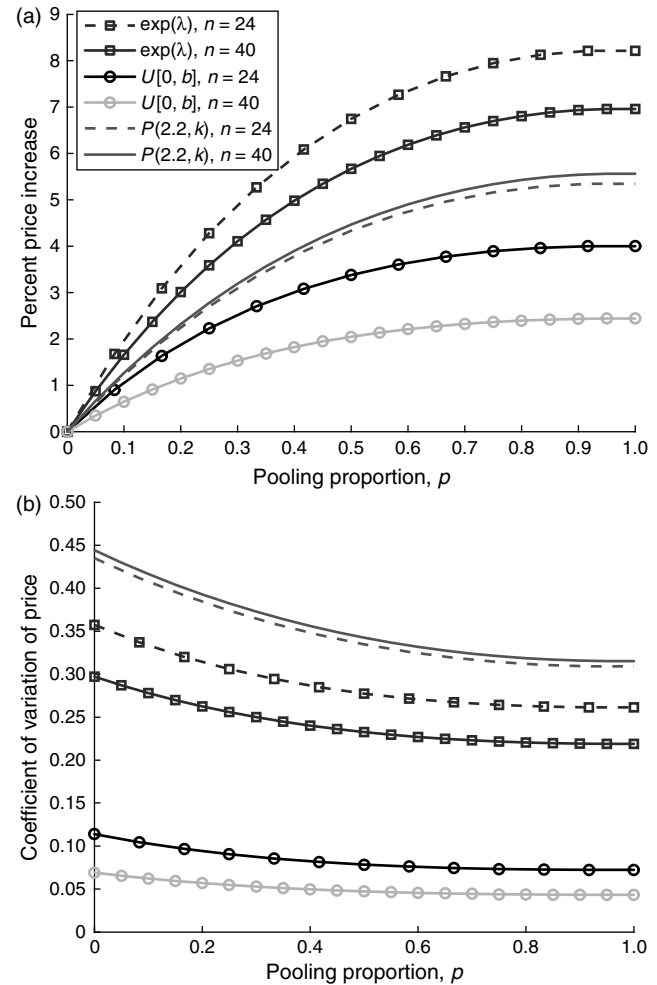 (a)
9
8
7
6
5
4
3
2
1
0
Percent price increase
exp(λ), n = 24
exp(λ), n = 40
U[0, b], n = 24
U[0, b], n = 40
P(2.2, k), n = 24
P(2.2, k), n = 40
0 0.1 0.2 0.3 0.4 0.5 0.6 0.7 0.8 0.9 1.0
Pooling proportion, p
(b)
0.50
0.45
0.40
0.35
0.30
0.25
0.20
0.15
0.10
0.05
0
Coefficient of variation of price
0 0.2 0.4 0.6 0.8 1.0
Pooling proportion, p